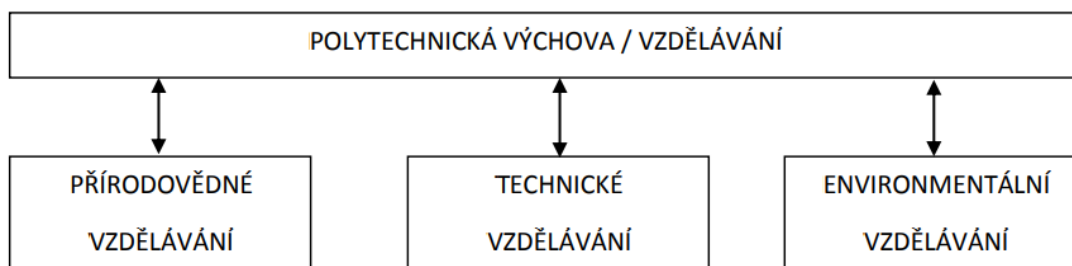 POLYTECHNICKÁ VÝCHOVA / VZDĚLÁVÁNÍ
PŘÍRODOVĚDNÉ
VZDĚLÁVÁNÍ
TECHNICKÉ
VZDĚLÁVÁNÍ
ENVIRONMENTÁLNÍ
VZDĚLÁVÁNÍ